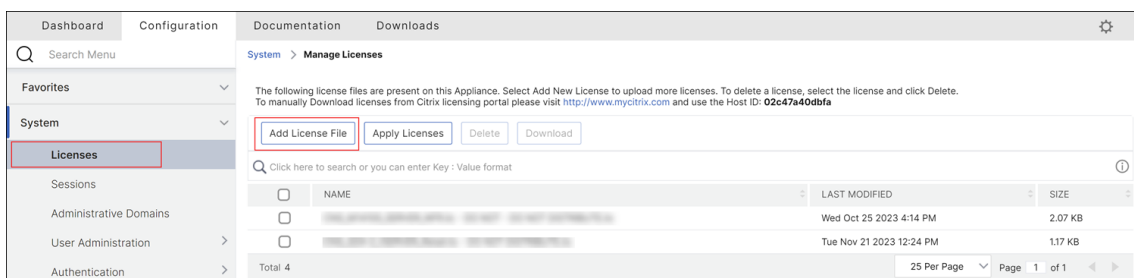 Dashboard Configuration Documentation Downloads
Search Menu
System > Manage Licenses
Favorites
The following license files are present on this Appliance. Select Add New License to upload more licenses. To delete a license, select the license and click Delete.
To manually Download licenses from Citrix licensing portal please visit http://www.mycitrix.com and use the Host ID: 02c47a40dbfa
System
Add License File Apply Licenses Delete Download
Licenses
Click here to search or you can enter Key : Value format
Sessions
NAME LAST MODIFIED SIZE
Administrative Domains
Wed Oct 25 2023 4:14 PM 2.07 KB
User Administration
Tue Nov 21 2023 12:24 PM 1.17 KB
Authentication
Total 4 25 Per Page Page 1 of 1